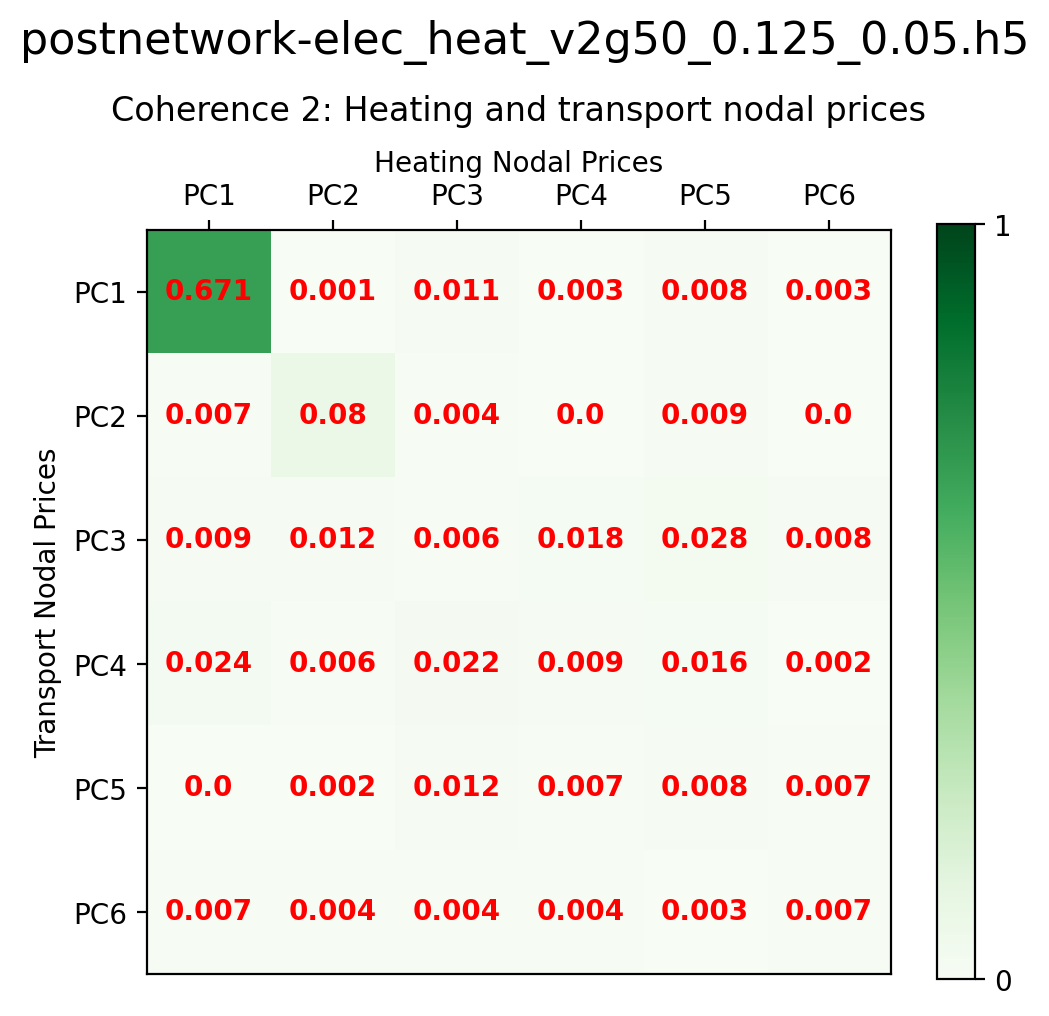 postnetwork-elec_heat_v2g50_0.125_0.05.h5
Coherence 2: Heating and transport nodal prices
Heating Nodal Prices
PC1 PC2 PC3 PC4 PC5 PC6
1
PC1 0.671 0.001 0.011 0.003 0.008 0.003
PC2 0.007 0.08 0.004 0.0 0.009 0.0
Transport Nodal Prices
PC3 0.009 0.012 0.006 0.018 0.028 0.008
PC4 0.024 0.006 0.022 0.009 0.016 0.002
PC5 0.0 0.002 0.012 0.007 0.008 0.007
PC6 0.007 0.004 0.004 0.004 0.003 0.007
0